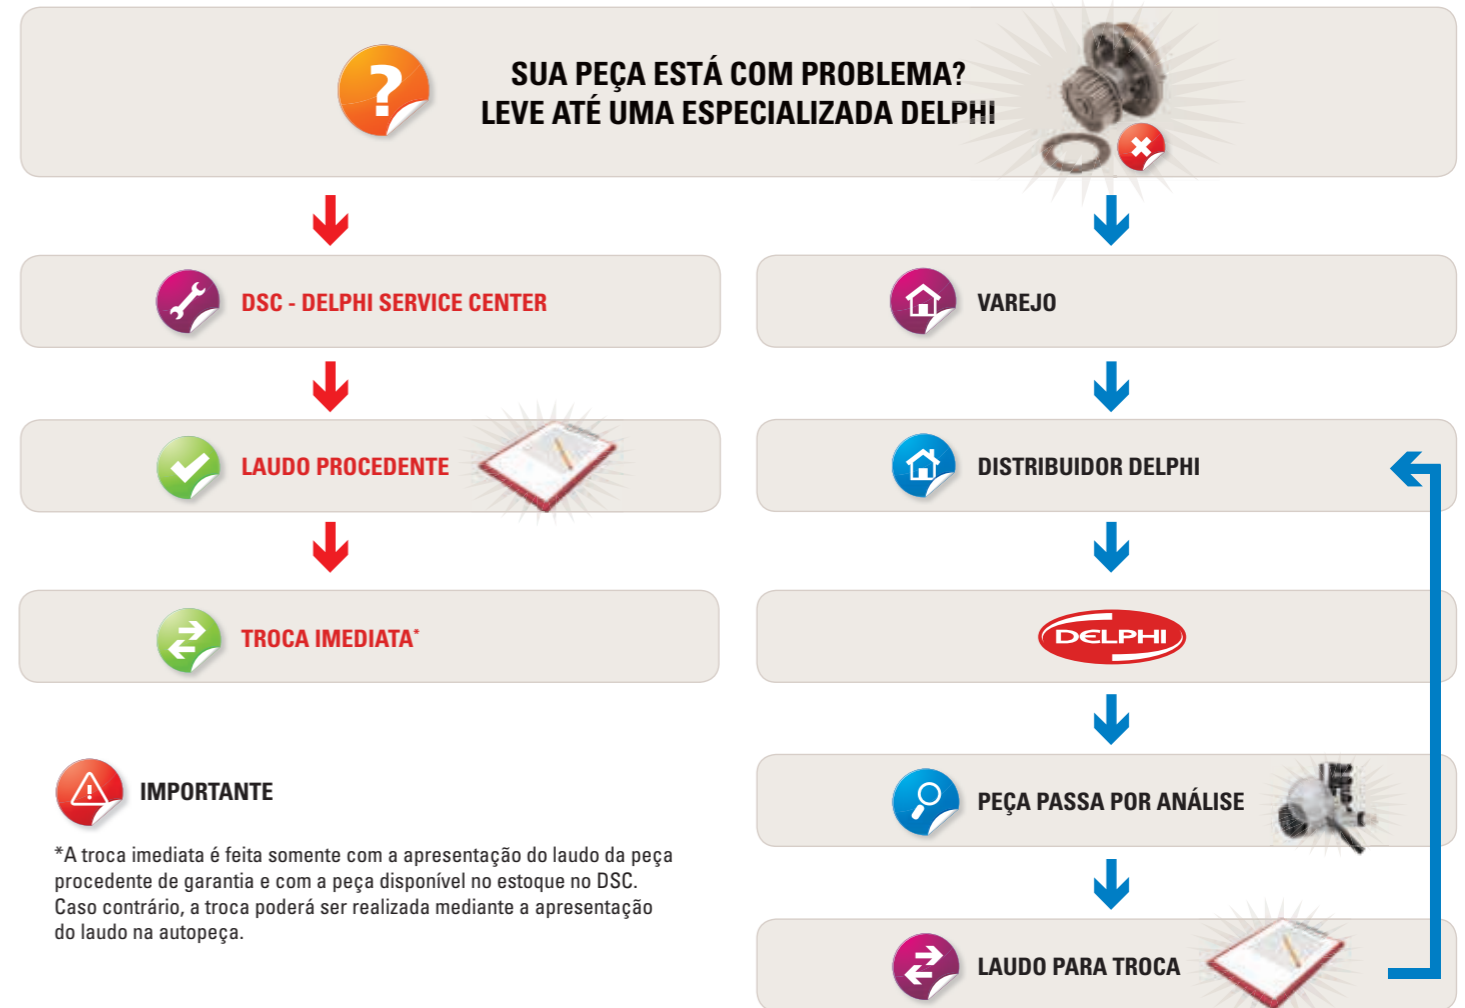 ?
SUA PEÇA ESTÁ COM PROBLEMA?
LEVE ATÉ UMA ESPECIALIZADA DELPHI
DSC - DELPHI SERVICE CENTER
LAUDO PROCEDENTE
TROCA IMEDIATA*
IMPORTANTE
*A troca imediata é feita somente com a apresentação do laudo da peça
procedente de garantia e com a peça disponível no estoque no DSC.
Caso contrário, a troca poderá ser realizada mediante a apresentação
do laudo na autopeça.
VAREJO
DISTRIBUIDOR DELPHI
DELPHI
PEÇA PASSA POR ANÁLISE
LAUDO PARA TROCA